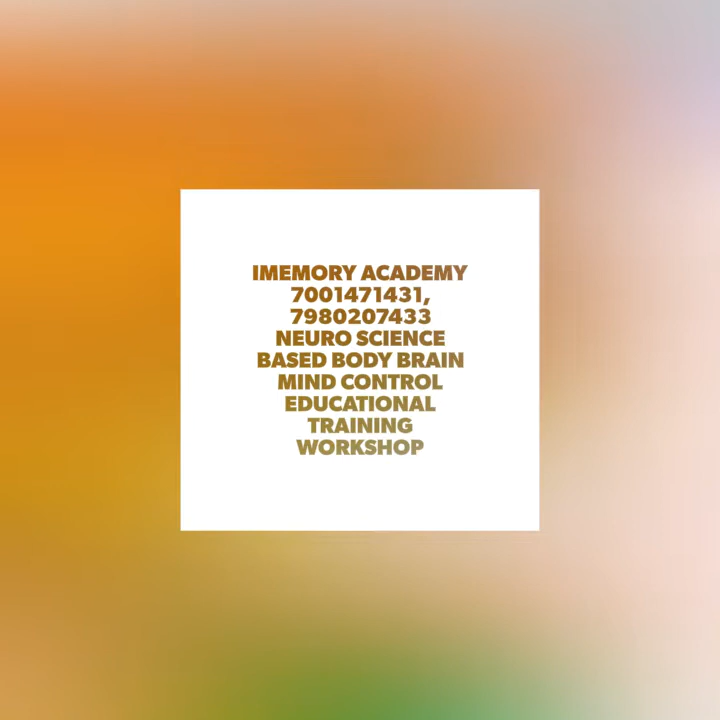 IMEMORY ACADEMY
7001471431,
7980207433
NEURO SCIENCE
BASED BODY BRAIN
MIND CONTROL
EDUCATIONAL
TRAINING
WORKSHOP